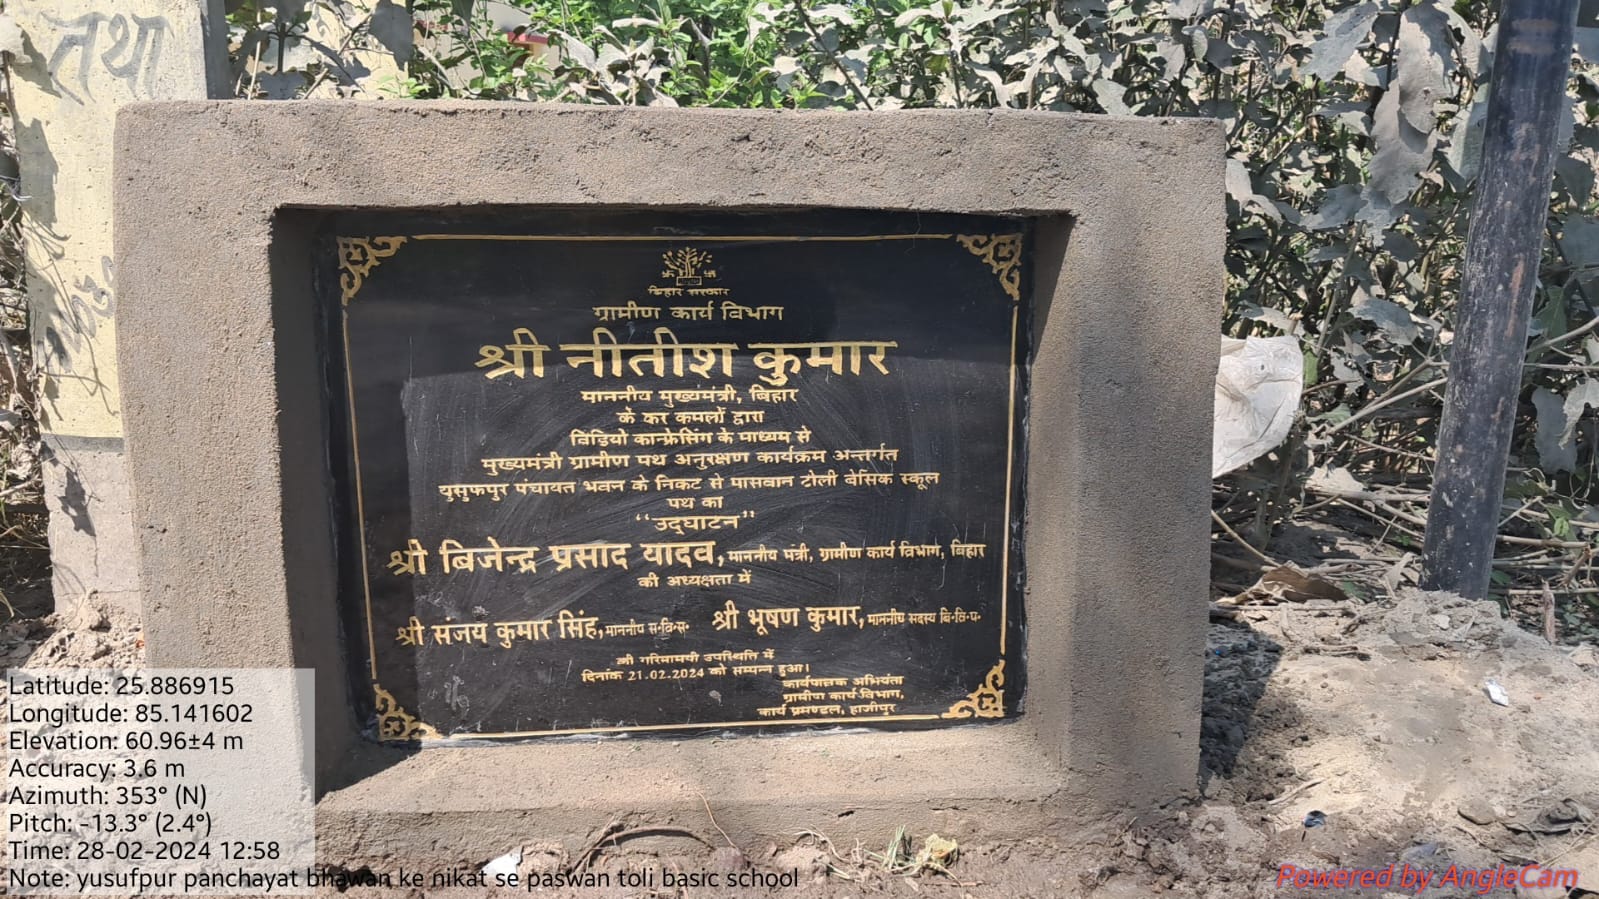 तथा
बिहार सरकार
ग्रामीण कार्य विभाग
श्री नीतीश कुमार
माननीय मुख्यमंत्री, बिहार
के कर कमलों द्वारा
विडियो कान्फ्रेसिंग के माध्यम से
मुख्यमंत्री ग्रामीण पथ अनुरक्षण कार्यक्रम अन्तर्गत
युसुफपुर पंचायत भवन के निकट से पासवान टोली बेसिक स्कूल
पथ का
"उद्घाटन"
श्री बिजेन्द्र प्रसाद यादव, माननीय मंत्री, ग्रामीण कार्य विभाग, बिहार
की अध्यक्षता में
श्री संजय कुमार सिंह, माननीय स॰वि॰स॰ श्री भूषण कुमार, माननीय सदस्य बि॰वि॰प॰
की गरिमामयी उपस्थिति में
दिनांक 21.02.2024 को सम्पन्न हुआ।
कार्यपालक अभियंता
ग्रामीण कार्य विभाग,
कार्य प्रमण्डल, हाजीपुर
Latitude: 25.886915
Longitude: 85.141602
Elevation: 60.96±4 m
Accuracy: 3.6 m
Azimuth: 353° (N)
Pitch: -13.3° (2.4°)
Time: 28-02-2024 12:58
Note: yusufpur panchayat bhawan ke nikat se paswan toli basic school
Powered by AngleCam